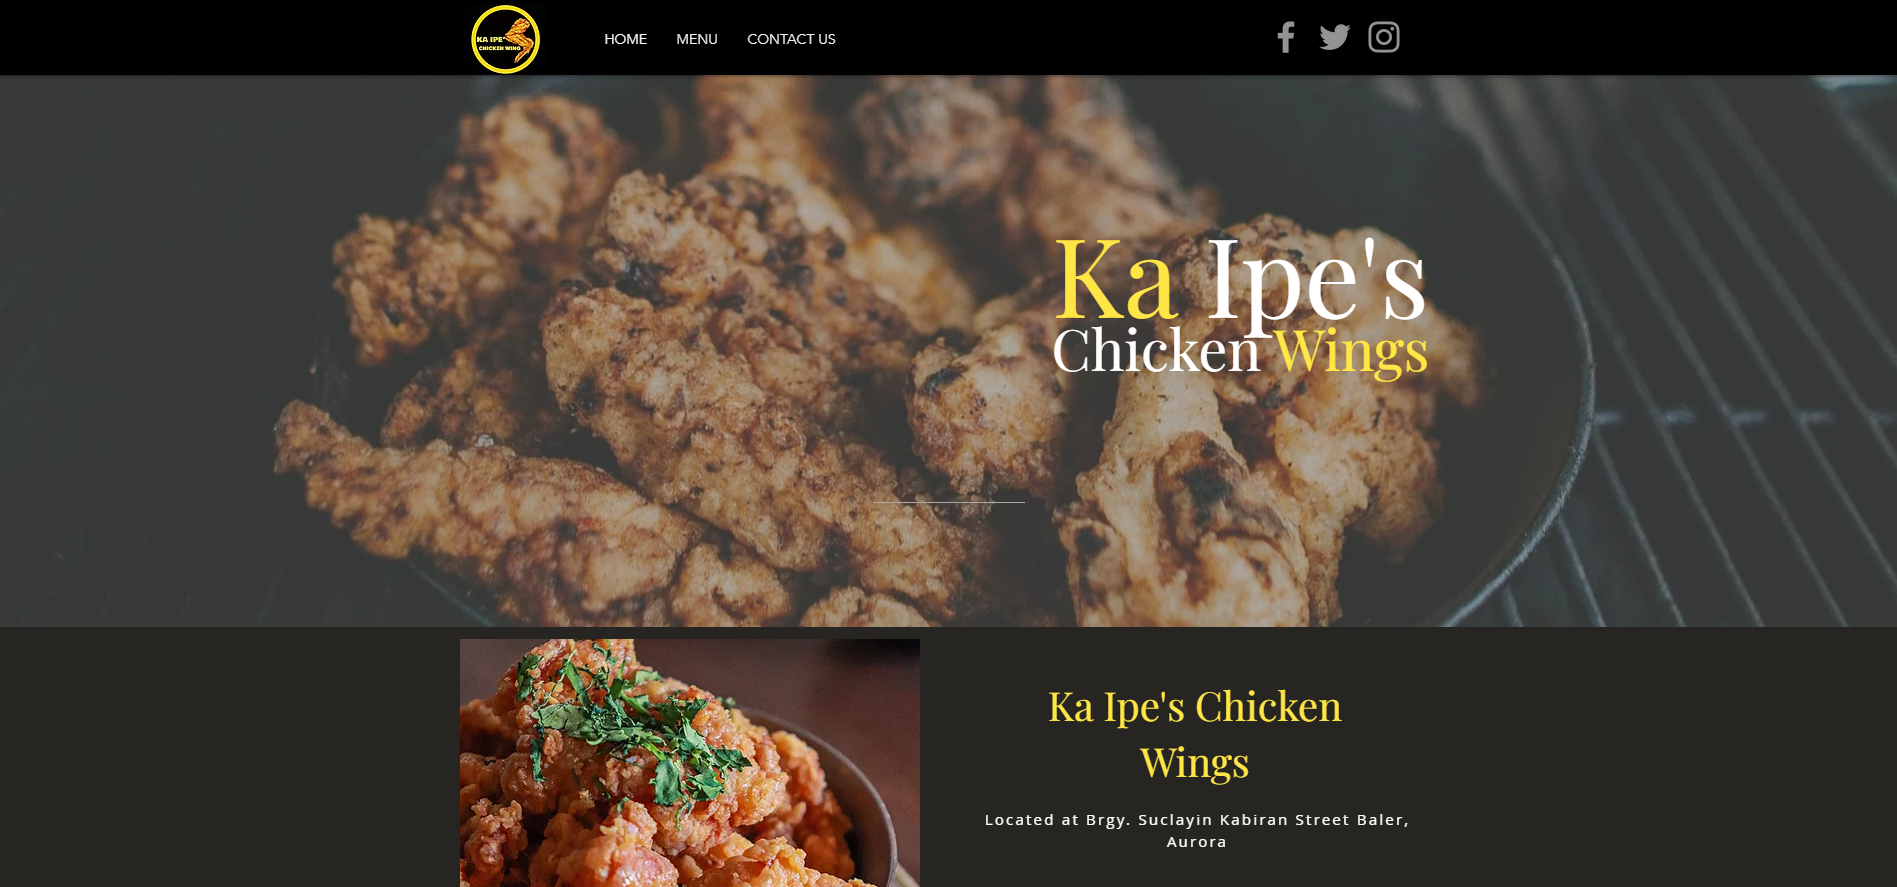 KA IPE'S
CHICKEN WING
HOME MENU CONTACT US
Ka Ipe's
Chicken Wings
Ka Ipe's Chicken
Wings
Located at Brgy. Suclayin Kabiran Street Baler,
Aurora